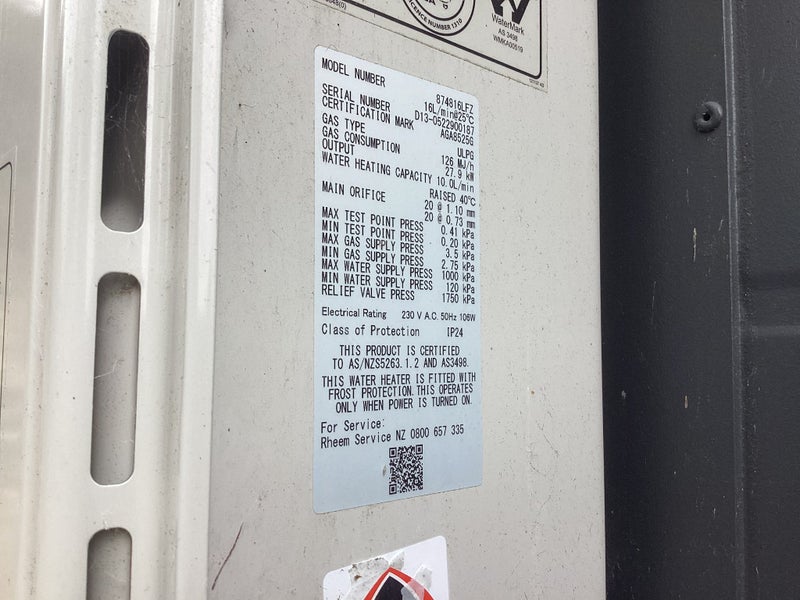 LICENCE NUMBER 1310
WaterMark
AS 3498
WMKA00519
MODEL NUMBER 874816LFZ
16L/min@25℃
SERIAL NUMBER D13-0522900187
CERTIFICATION MARK AGA8525G
GAS TYPE ULPG
GAS CONSUMPTION 126 MJ/h
OUTPUT 27.9 kW
WATER HEATING CAPACITY 10.0L/min
RAISED 40℃
MAIN ORIFICE 20 @ 1.10 mm
20 @ 0.73 mm
MAX TEST POINT PRESS 0.41 kPa
MIN TEST POINT PRESS 0.20 kPa
MAX GAS SUPPLY PRESS 3.5 kPa
MIN GAS SUPPLY PRESS 2.75 kPa
MAX WATER SUPPLY PRESS 1000 kPa
MIN WATER SUPPLY PRESS 120 kPa
RELIEF VALVE PRESS 1750 kPa
Electrical Rating 230 V A.C. 50Hz 106W
Class of Protection IP24
THIS PRODUCT IS CERTIFIED
TO AS/NZS5263.1.2 AND AS3498.
THIS WATER HEATER IS FITTED WITH
FROST PROTECTION. THIS OPERATES
ONLY WHEN POWER IS TURNED ON.
For Service:
Rheem Service NZ 0800 657 335